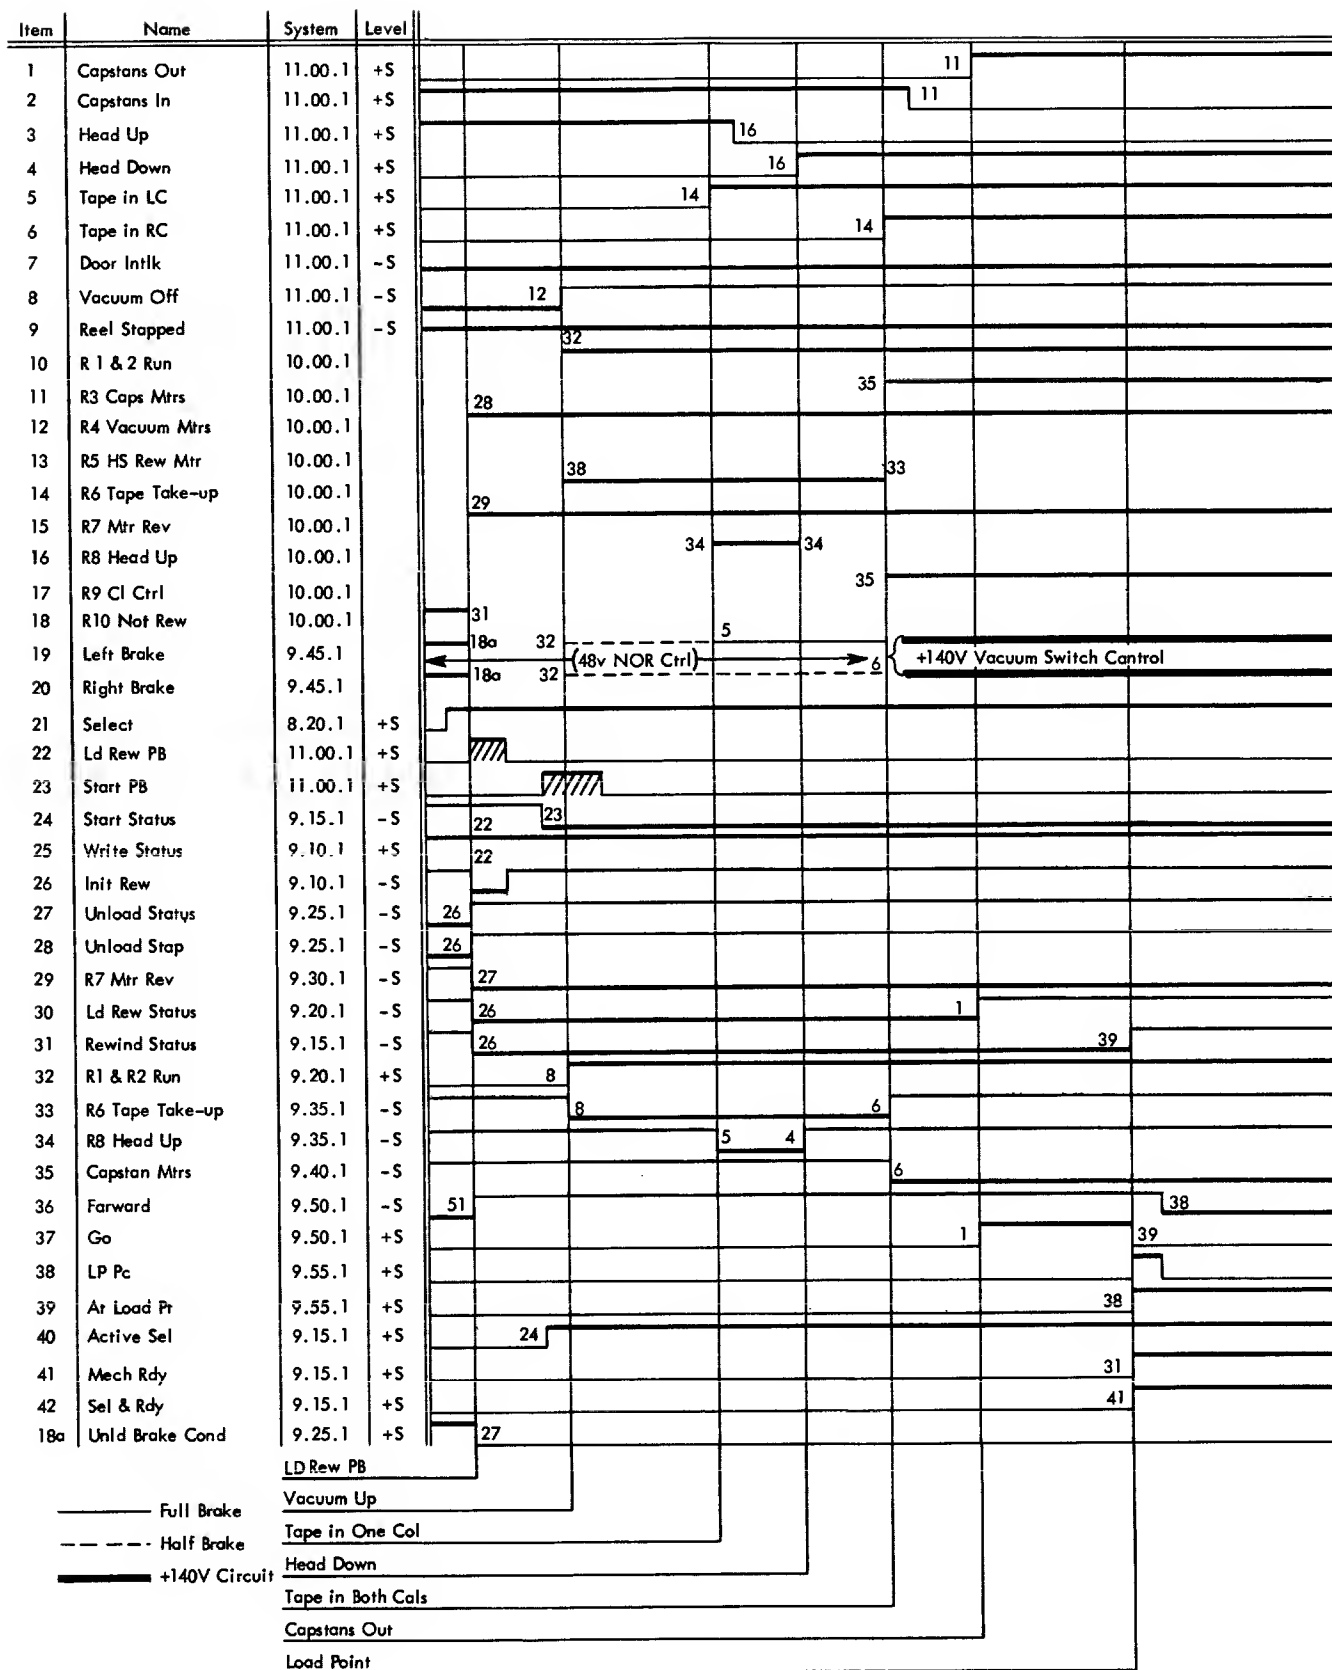 Item Name System Level
1 Capstans Out 11.00.1 +S 11
2 Capstans In 11.00.1 +S 11
3 Head Up 11.00.1 +S 16
4 Head Down 11.00.1 +S 16
5 Tape in LC 11.00.1 +S 14
6 Tape in RC 11.00.1 +S 14
7 Door Intlk 11.00.1 -S
8 Vacuum Off 11.00.1 -S 12
9 Reel Stapped 11.00.1 -S
10 R 1 & 2 Run 10.00.1 32
11 R3 Caps Mtrs 10.00.1 35
12 R4 Vacuum Mtrs 10.00.1 28
13 R5 HS Rew Mtr 10.00.1
14 R6 Tape Take-up 10.00.1 38 33
15 R7 Mtr Rev 10.00.1 29
16 R8 Head Up 10.00.1 34 34
17 R9 Cl Ctrl 10.00.1 35
18 R10 Not Rew 10.00.1 31
19 Left Brake 9.45.1 18a 32 5
(48v NOR Ctrl) +140V Vacuum Switch Cantrol
20 Right Brake 9.45.1 18a 32 6
21 Select 8.20.1 +S
22 Ld Rew PB 11.00.1 +S
23 Start PB 11.00.1 +S
24 Start Status 9.15.1 -S 23
25 Write Status 9.10.1 +S 22
26 Init Rew 9.10.1 -S 22
27 Unload Status 9.25.1 -S 26
28 Unload Stap 9.25.1 -S 26
29 R7 Mtr Rev 9.30.1 -S 27
30 Ld Rew Status 9.20.1 -S 26 1
31 Rewind Status 9.15.1 -S 26 39
32 R1 & R2 Run 9.20.1 +S 8
33 R6 Tape Take-up 9.35.1 -S 8 6
34 R8 Head Up 9.35.1 -S 5 4
35 Capstan Mtrs 9.40.1 -S 6
36 Farward 9.50.1 -S 51 38
37 Go 9.50.1 +S 1 39
38 LP Pc 9.55.1 +S
39 At Load Pt 9.55.1 +S 38
40 Active Sel 9.15.1 +S 24
41 Mech Rdy 9.15.1 +S 31
42 Sel & Rdy 9.15.1 +S 41
18a Unld Brake Cond 9.25.1 +S 27
LD Rew PB
Vacuum Up
Tape in One Col
Head Down
Tape in Both Cals
Capstans Out
Load Point
Full Brake
Half Brake
+140V Circuit